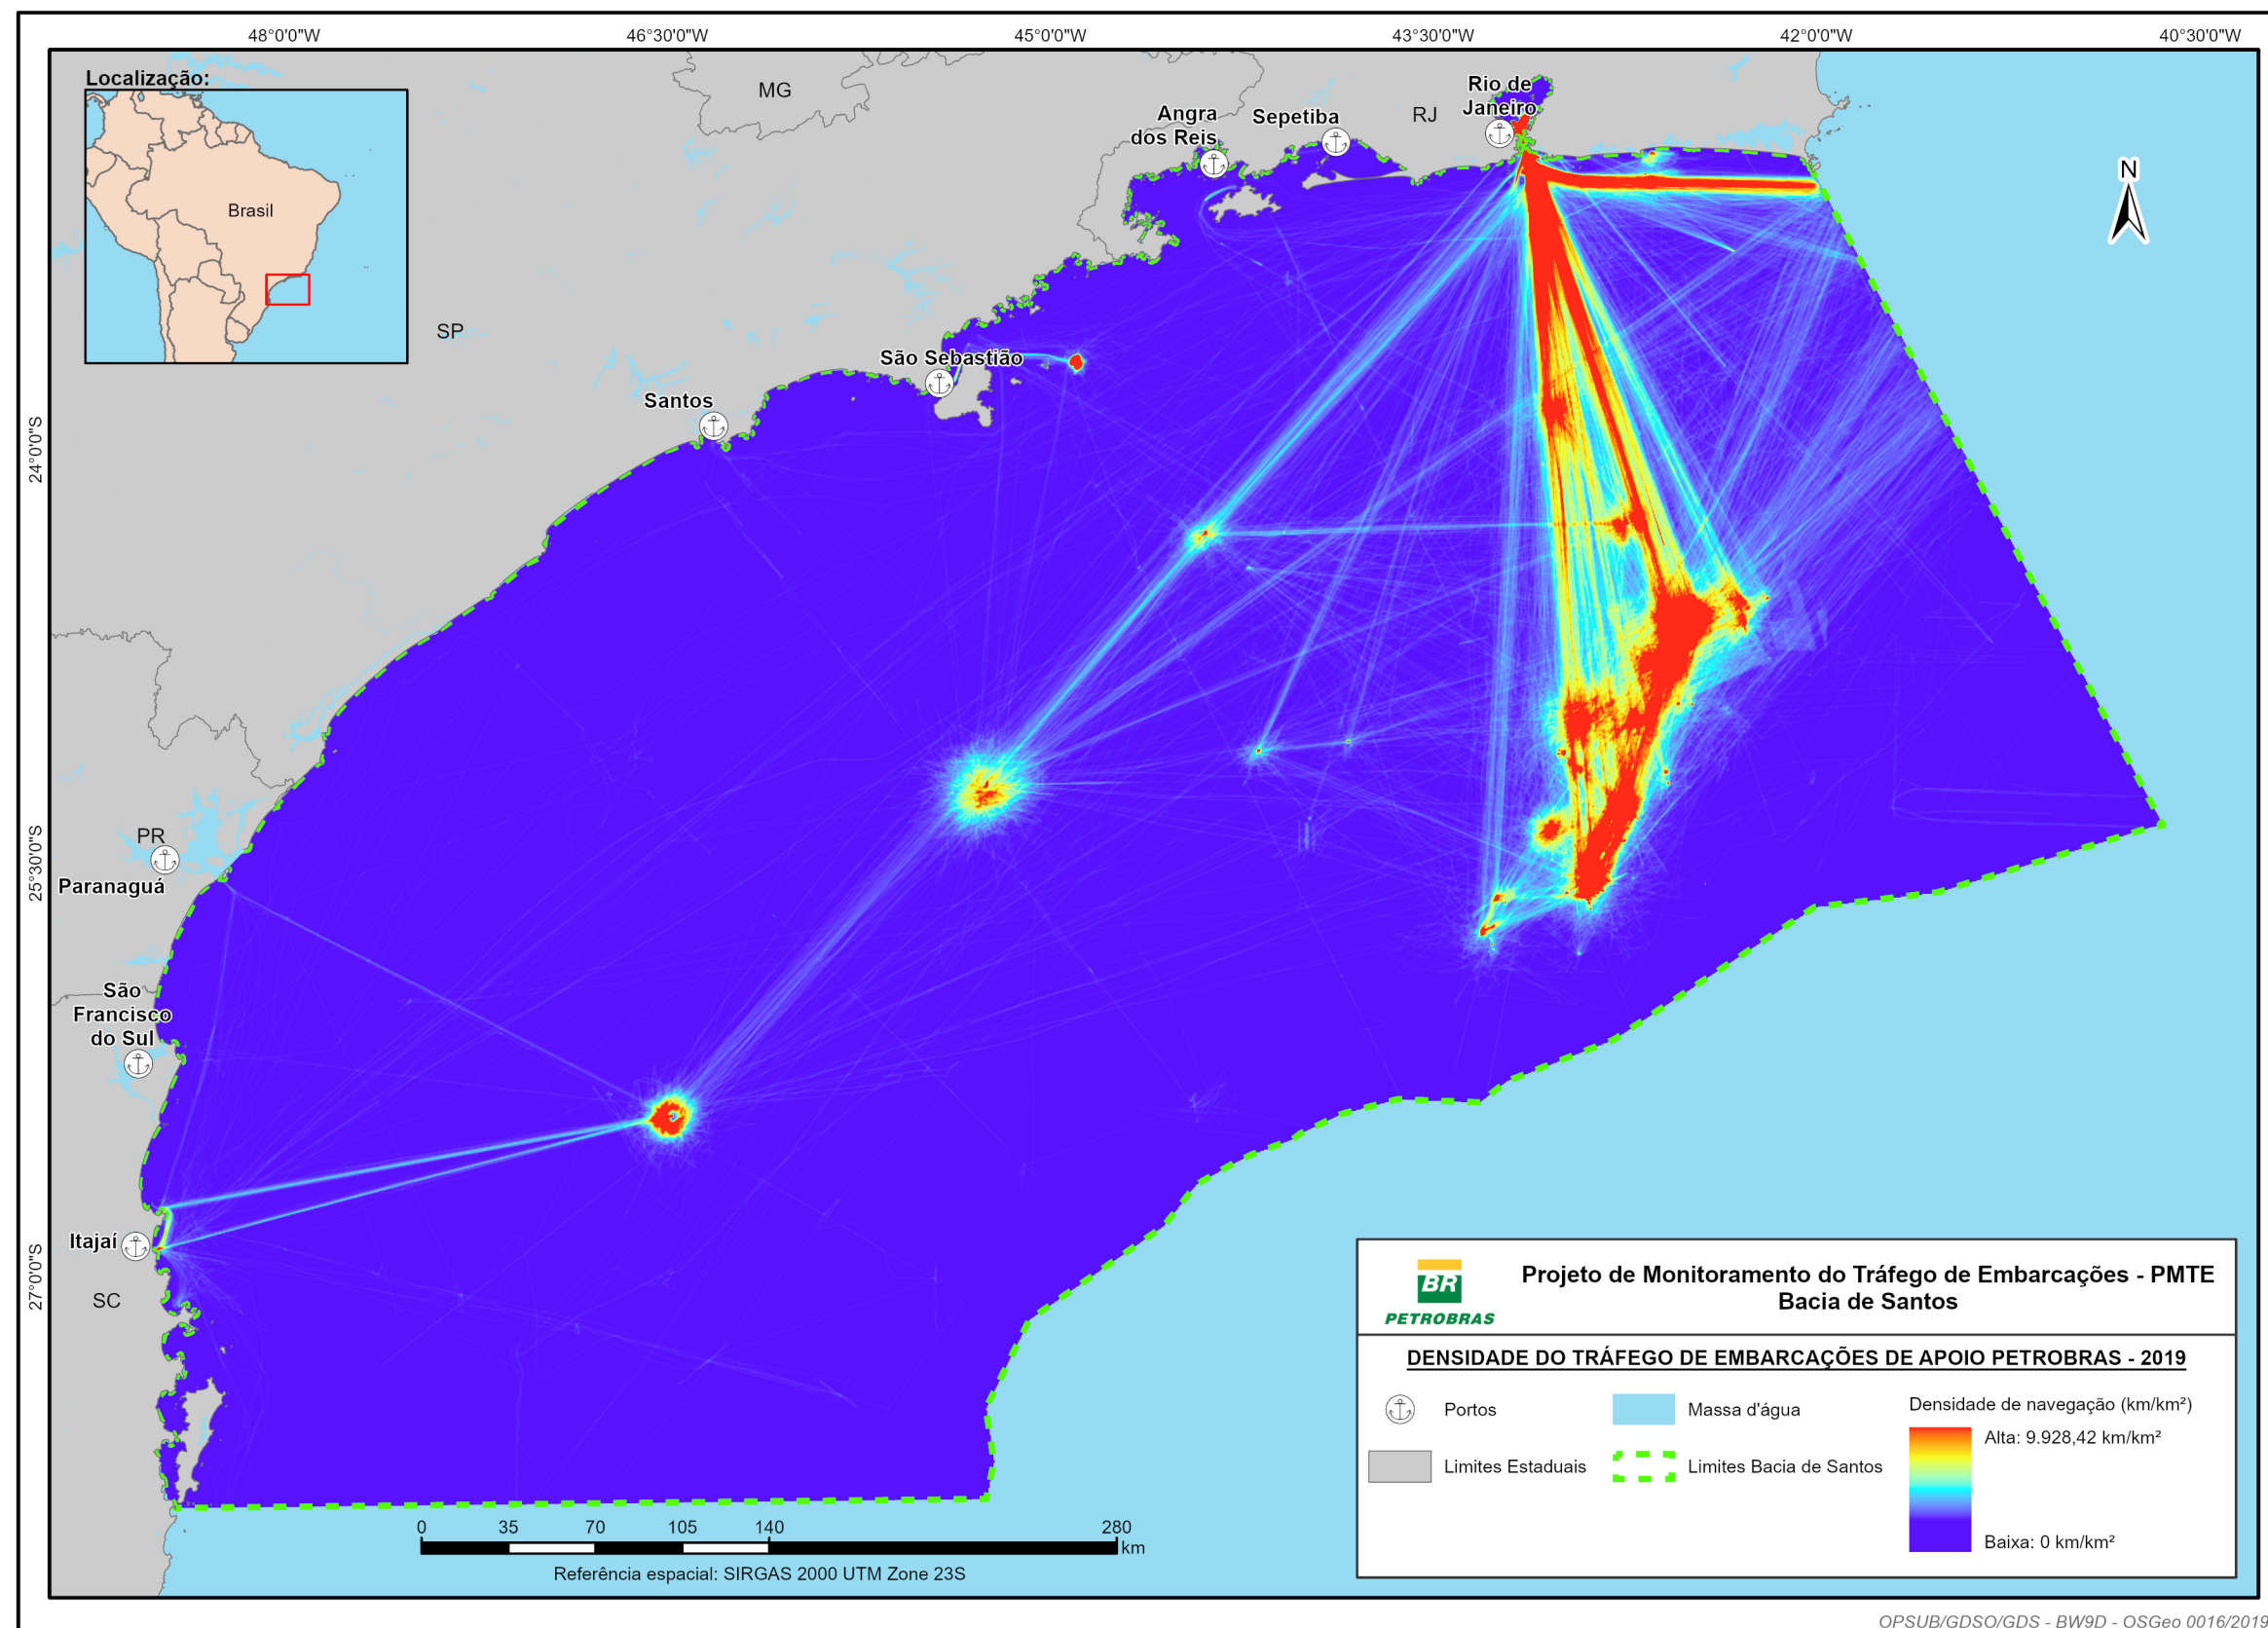 48°0'0"W
46°30'0"W
45°0'0"W
43°30'0"W
42°0'0"W
40°30'0"W
Localização:
Brasil
MG
Angra
dos Reis
Sepetiba
RJ
Rio de
Janeiro
N
SP
São Sebastião
Santos
24°0'0"S
PR
Paranaguá
25°30'0"S
São
Francisco
do Sul
Itajaí
27°0'0"S
SC
BR
PETROBRAS
Projeto de Monitoramento do Tráfego de Embarcações - PMTE
Bacia de Santos
DENSIDADE DO TRÁFEGO DE EMBARCAÇÕES DE APOIO PETROBRAS - 2019
Portos
Massa d'água
Densidade de navegação (km/km²)
Alta: 9.928,42 km/km²
Limites Estaduais
Limites Bacia de Santos
Baixa: 0 km/km²
0 35 70 105 140 280
km
Referência espacial: SIRGAS 2000 UTM Zone 23S
OPSUB/GDSO/GDS - BW9D - OSGeo 0016/2019